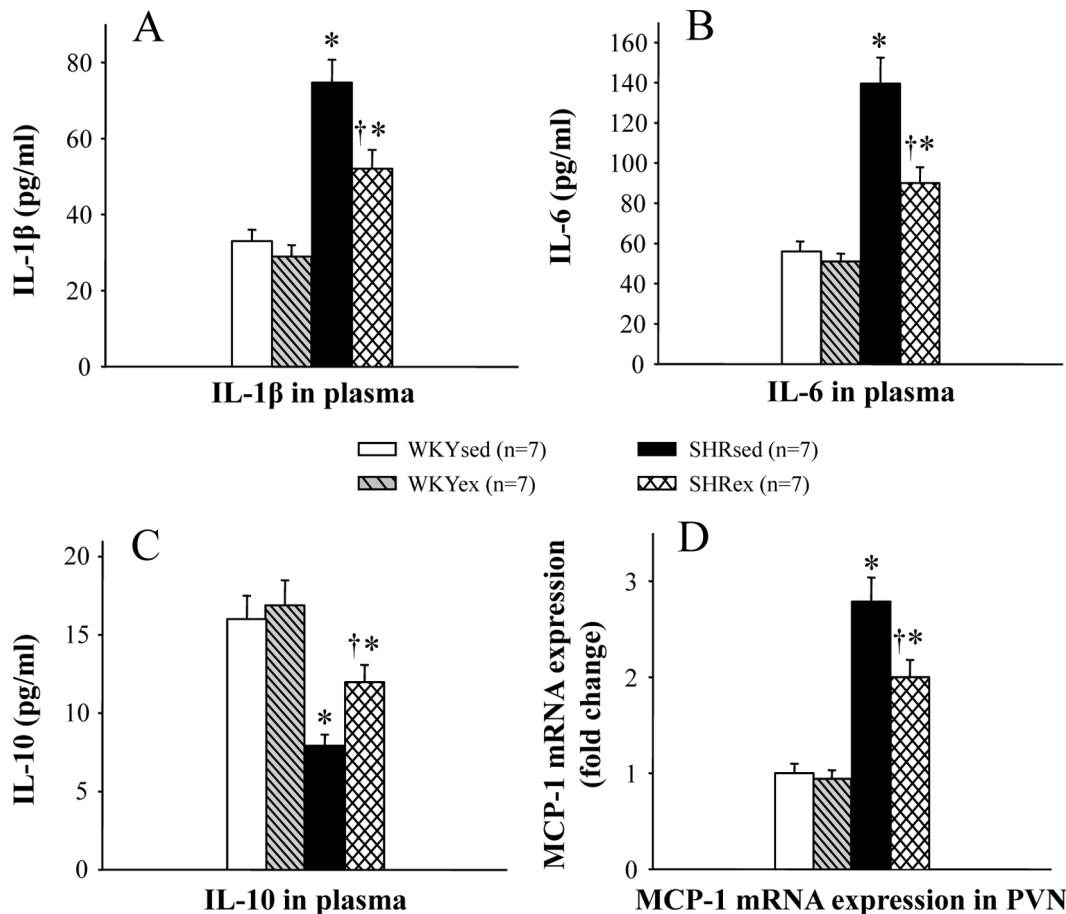 A
IL-1β (pg/ml)
80
60
40
20
0
*
†*
IL-1β in plasma
B
IL-6 (pg/ml)
160
140
120
100
80
60
40
20
0
*
†*
IL-6 in plasma
WKYsed (n=7)
SHRsed (n=7)
WKYex (n=7)
SHRex (n=7)
C
IL-10 (pg/ml)
20
15
10
5
0
*
†*
IL-10 in plasma
D
MCP-1 mRNA expression
(fold change)
3
2
1
0
*
†*
MCP-1 mRNA expression in PVN